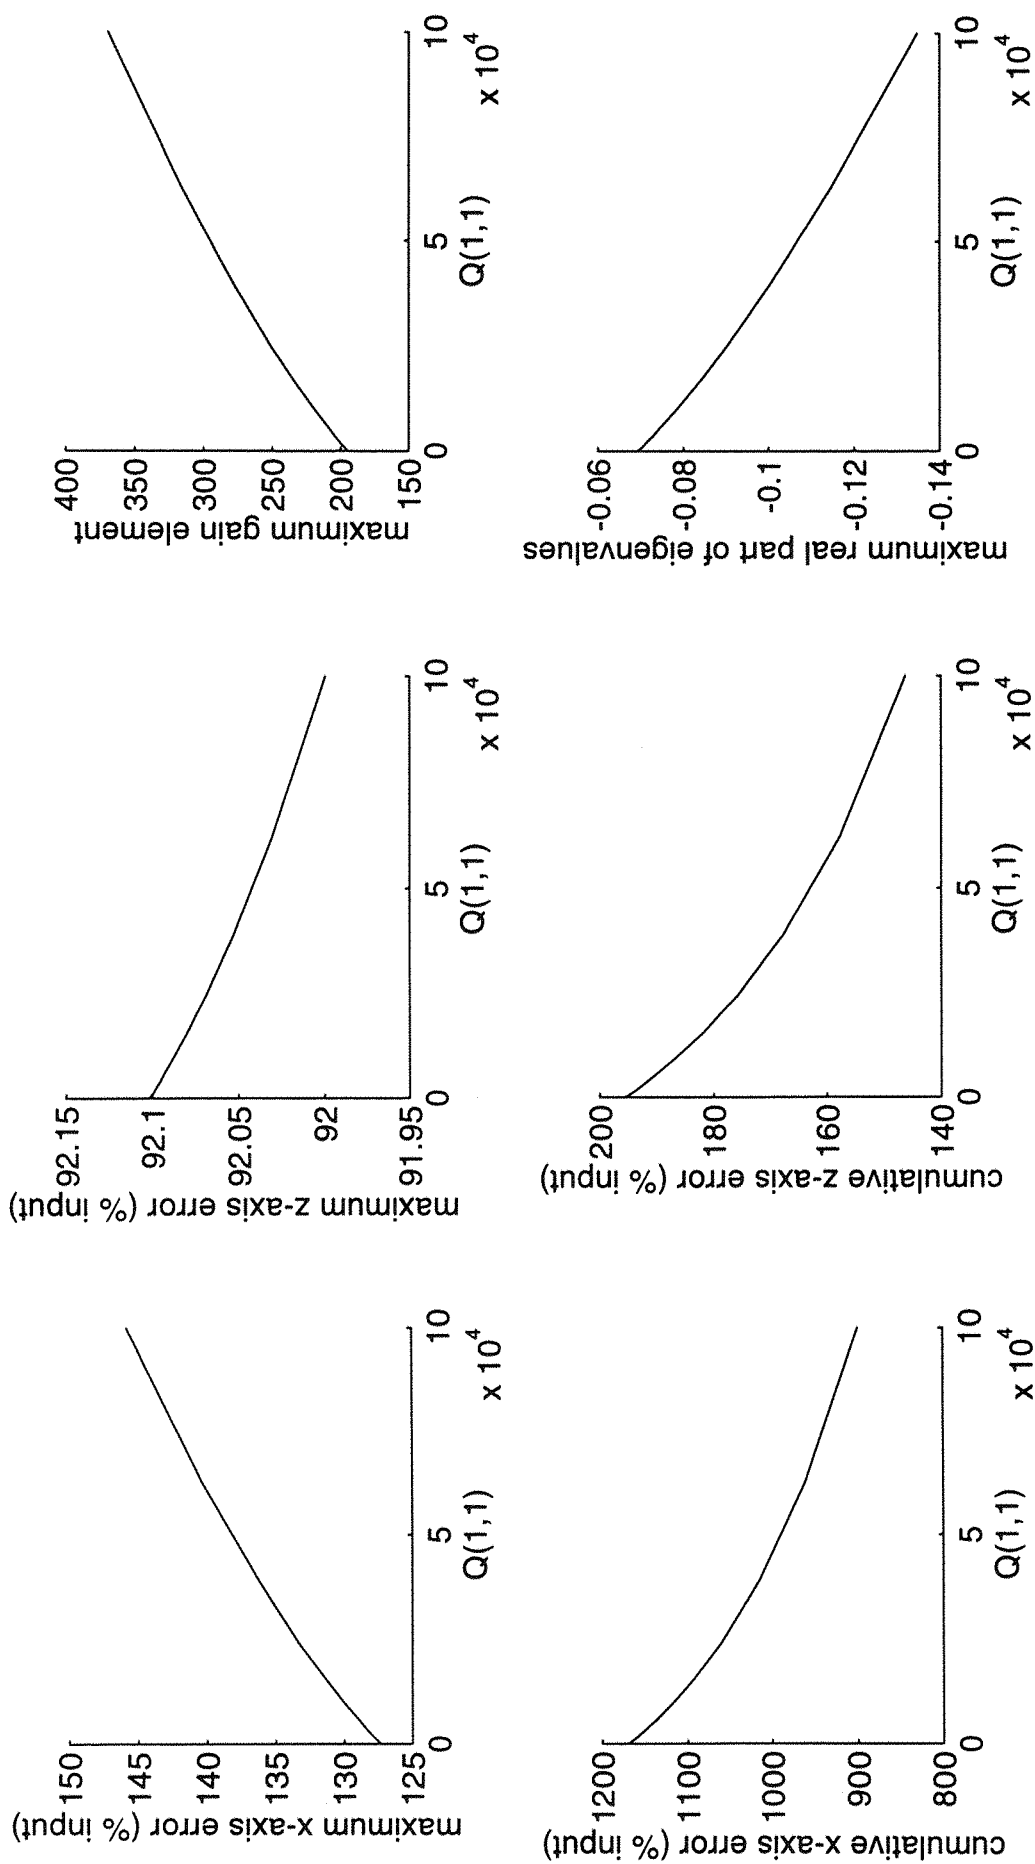 maximum x-axis error (% input)
150
145
140
135
130
125
0
5
10
Q(1,1)
x 10^4
maximum z-axis error (% input)
92.15
92.1
92.05
92
91.95
0
5
10
Q(1,1)
x 10^4
maximum gain element
400
350
300
250
200
150
0
5
10
Q(1,1)
x 10^4
cumulative x-axis error (% input)
1200
1100
1000
900
800
0
5
10
Q(1,1)
x 10^4
cumulative z-axis error (% input)
200
180
160
140
0
5
10
Q(1,1)
x 10^4
maximum real part of eigenvalues
-0.06
-0.08
-0.1
-0.12
-0.14
0
5
10
Q(1,1)
x 10^4